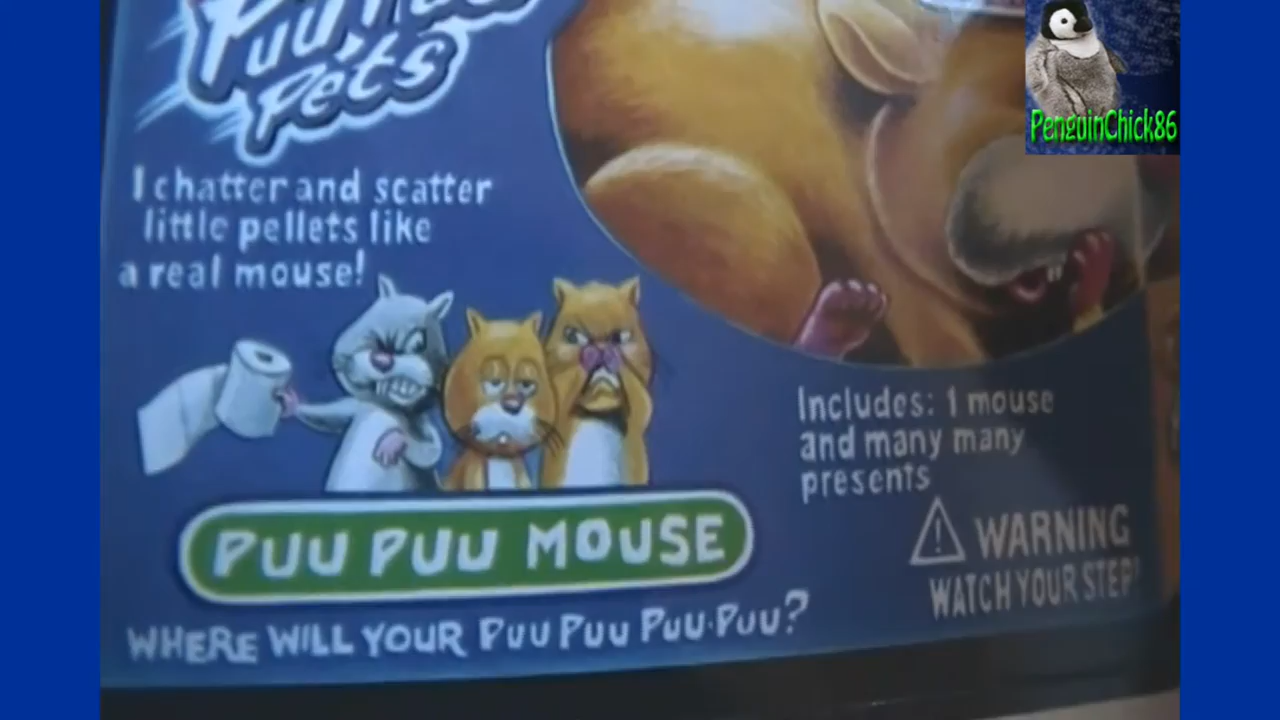 Pets
PenguinChick86
I chatter and scatter
little pellets like
a real mouse!
Includes: 1 mouse
and many many
presents
WARNING
WATCH YOUR STEP!
PUU PUU MOUSE
WHERE WILL YOUR PUU PUU PUU-PUU?